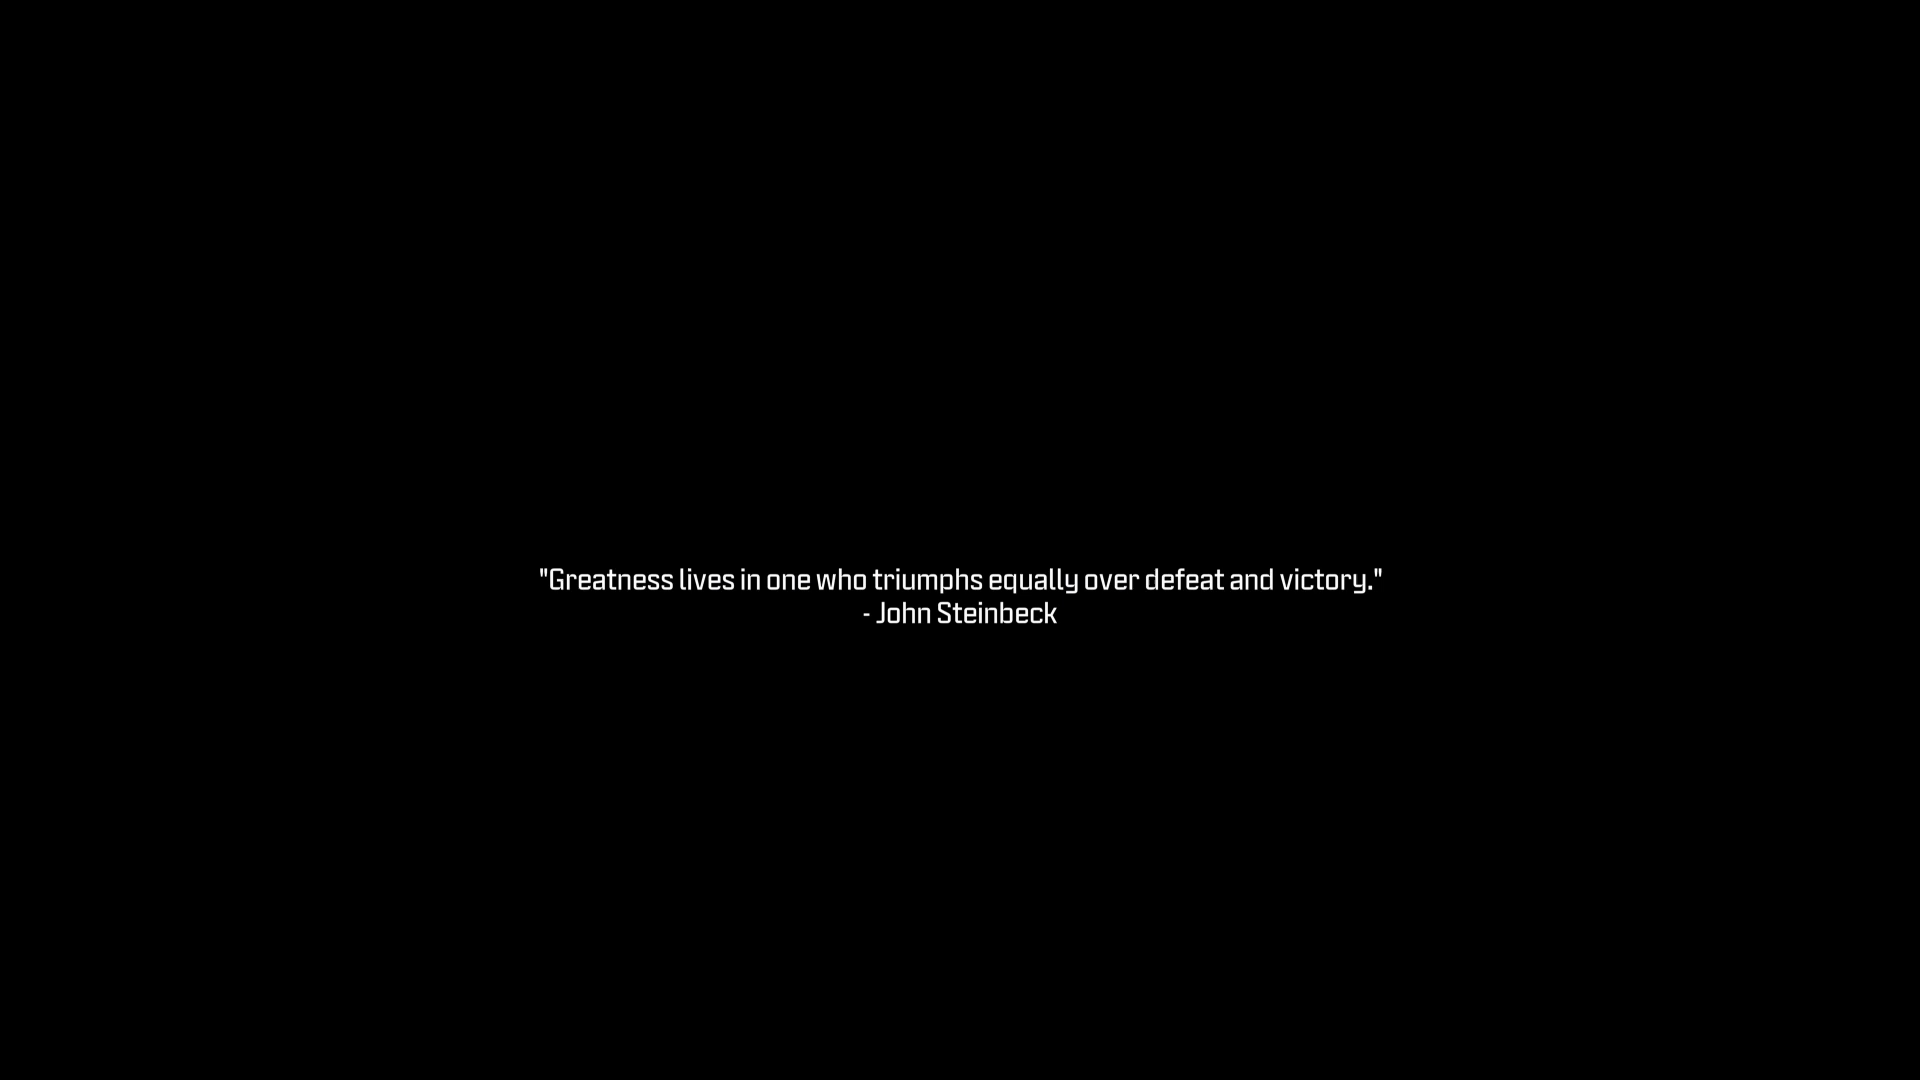 "Greatness lives in one who triumphs equally over defeat and victory."
- John Steinbeck